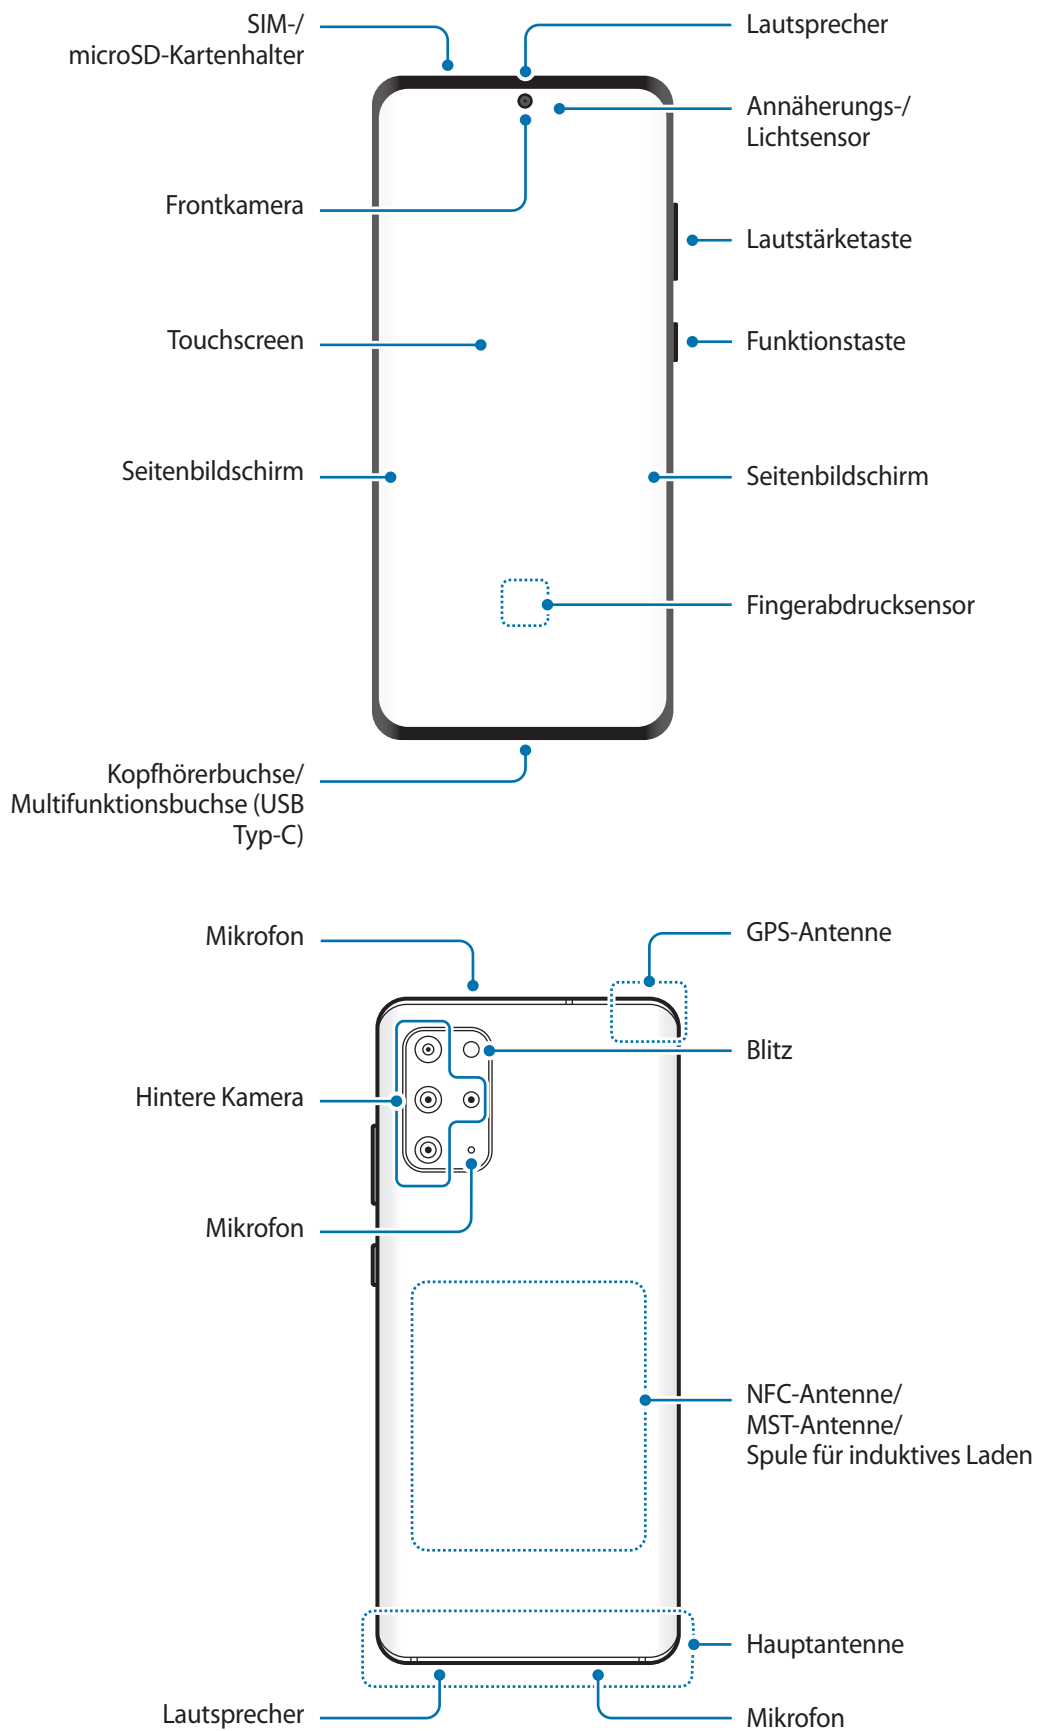 SIM-/
microSD-Kartenhalter
Lautsprecher
Annäherungs-/
Lichtsensor
Frontkamera
Lautstärketaste
Touchscreen
Funktionstaste
Seitenbildschirm
Seitenbildschirm
Fingerabdrucksensor
Kopfhörerbuchse/
Multifunktionsbuchse (USB
Typ-C)
Mikrofon
GPS-Antenne
Blitz
Hintere Kamera
Mikrofon
NFC-Antenne/
MST-Antenne/
Spule für induktives Laden
Hauptantenne
Lautsprecher
Mikrofon